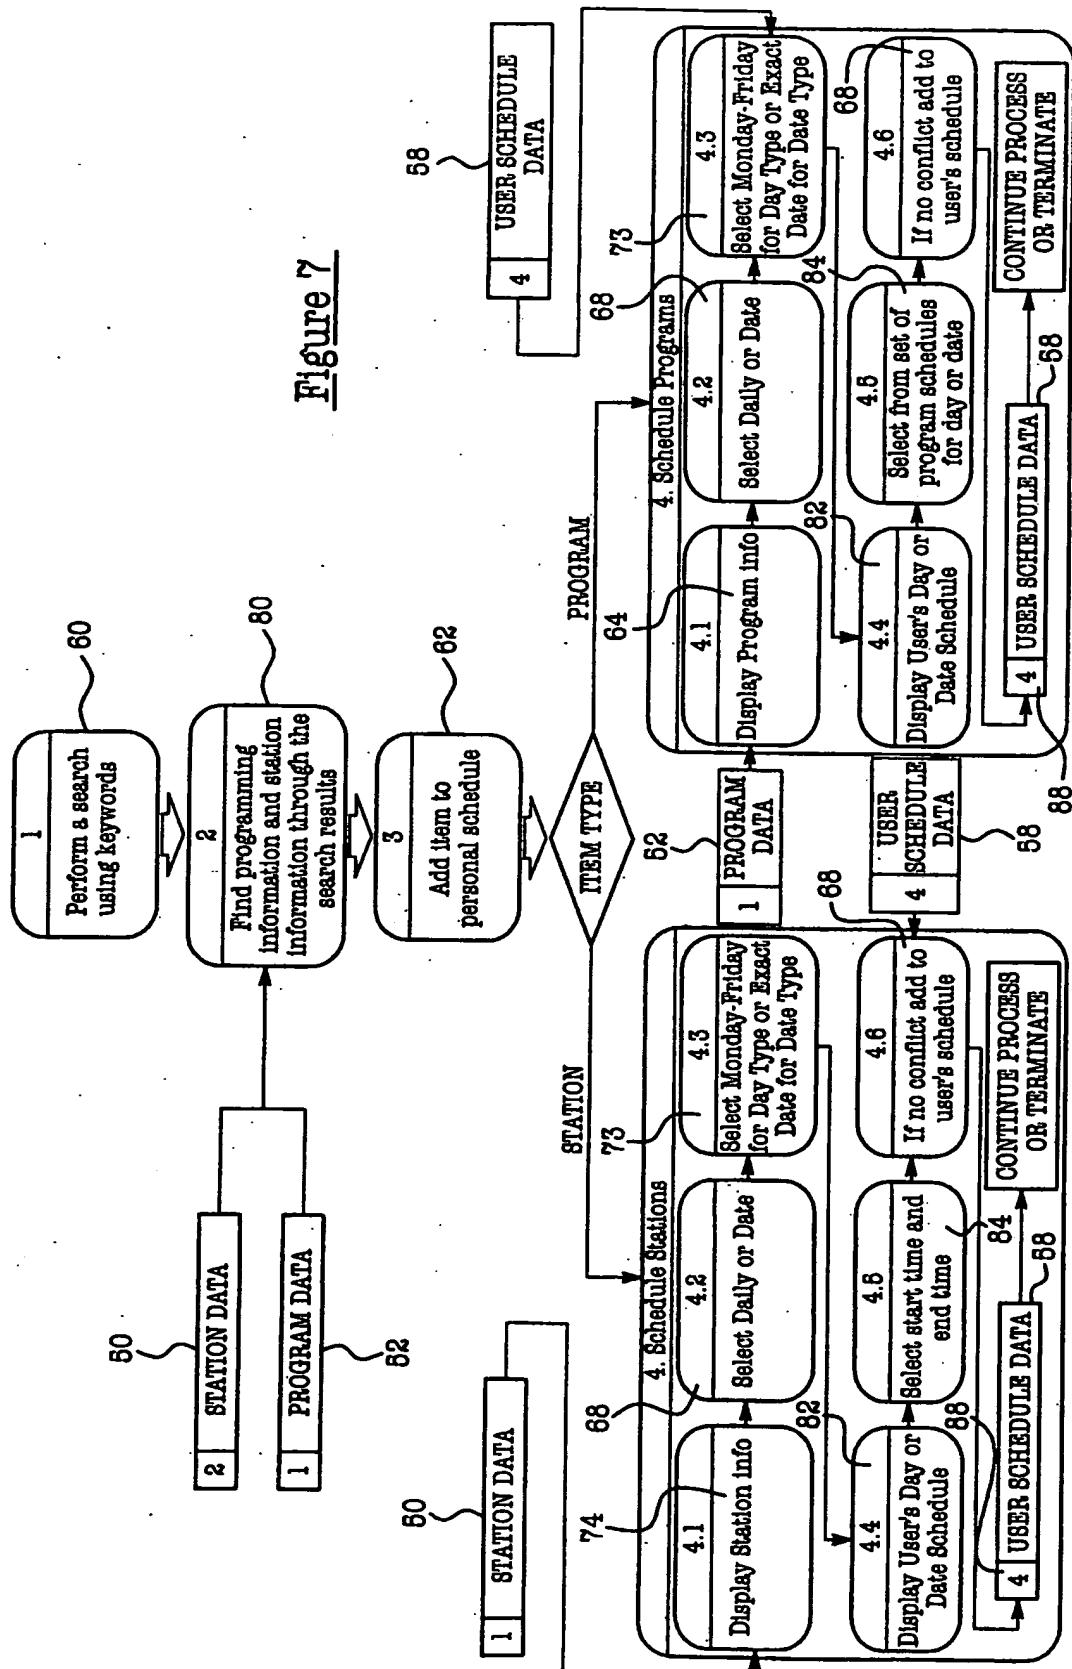 Figure 7
1
Perform a search
using keywords
60
2
Find programming
information and station
information through the
search results
80
3
Add item to
personal schedule
62
2
STATION DATA
50
1
PROGRAM DATA
52
ITEM TYPE
STATION
PROGRAM
1
STATION DATA
50
4
USER SCHEDULE
DATA
58
4. Schedule Stations
4.1
Display Station info
74
4.2
Select Daily or Date
68
4.3
Select Monday-Friday
for Day Type or Exact
Date for Date Type
73
4.4
Display User's Day or
Date Schedule
82
4.5
Select start time and
end time
84
4.6
If no conflict add to
user's schedule
68
4
USER SCHEDULE DATA
88
58
CONTINUE PROCESS
OR TERMINATE
1
PROGRAM
DATA
52
4
USER
SCHEDULE
DATA
58
4. Schedule Programs
4.1
Display Program info
64
4.2
Select Daily or Date
68
4.3
Select Monday-Friday
for Day Type or Exact
Date for Date Type
73
4.4
Display User's Day or
Date Schedule
82
4.5
Select from set of
program schedules
for day or date
84
4.6
If no conflict add to
user's schedule
68
4
USER SCHEDULE DATA
88
58
CONTINUE PROCESS
OR TERMINATE